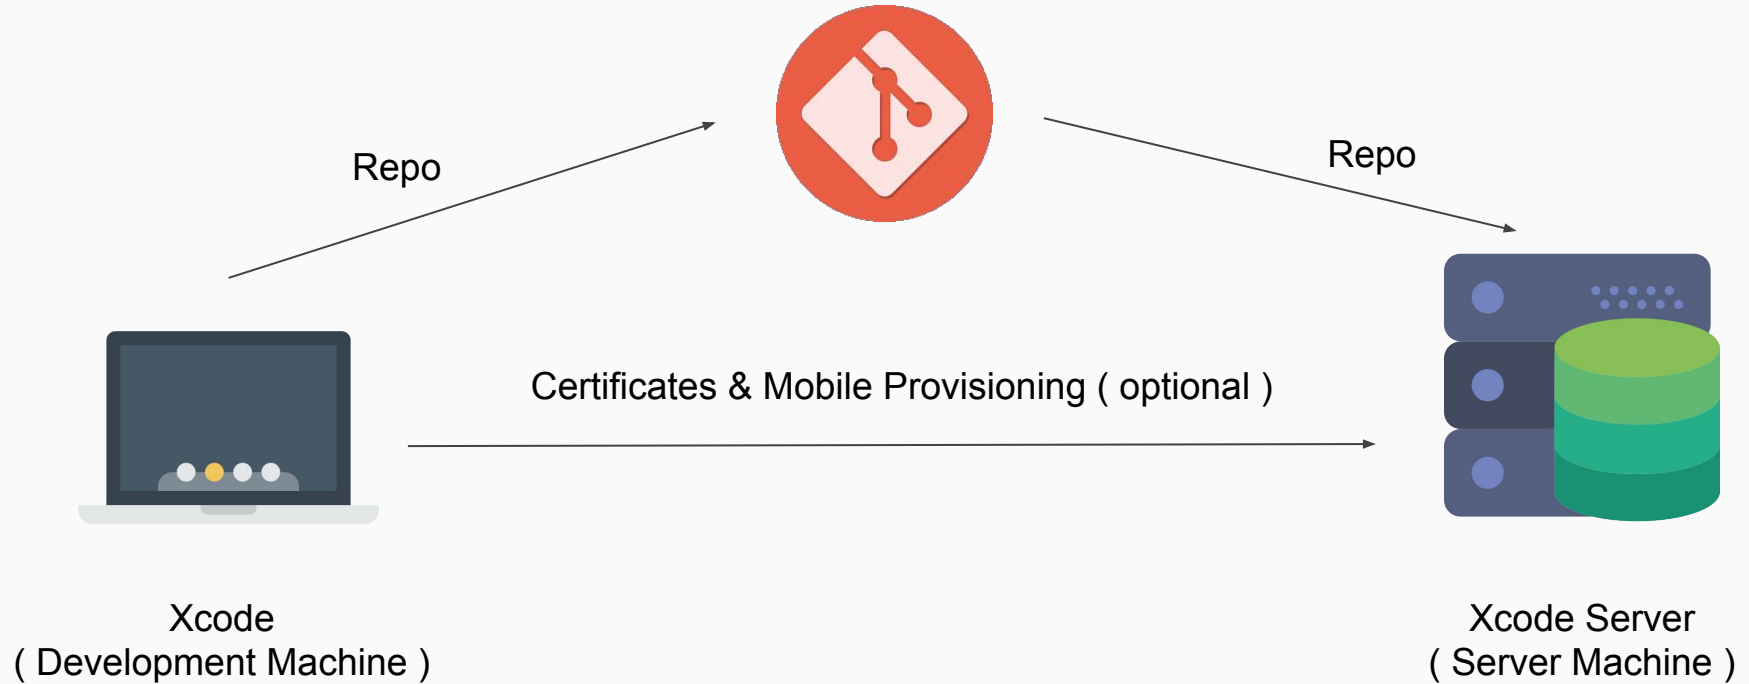 Repo
Repo
Certificates & Mobile Provisioning ( optional )
Xcode
( Development Machine )
Xcode Server
( Server Machine )